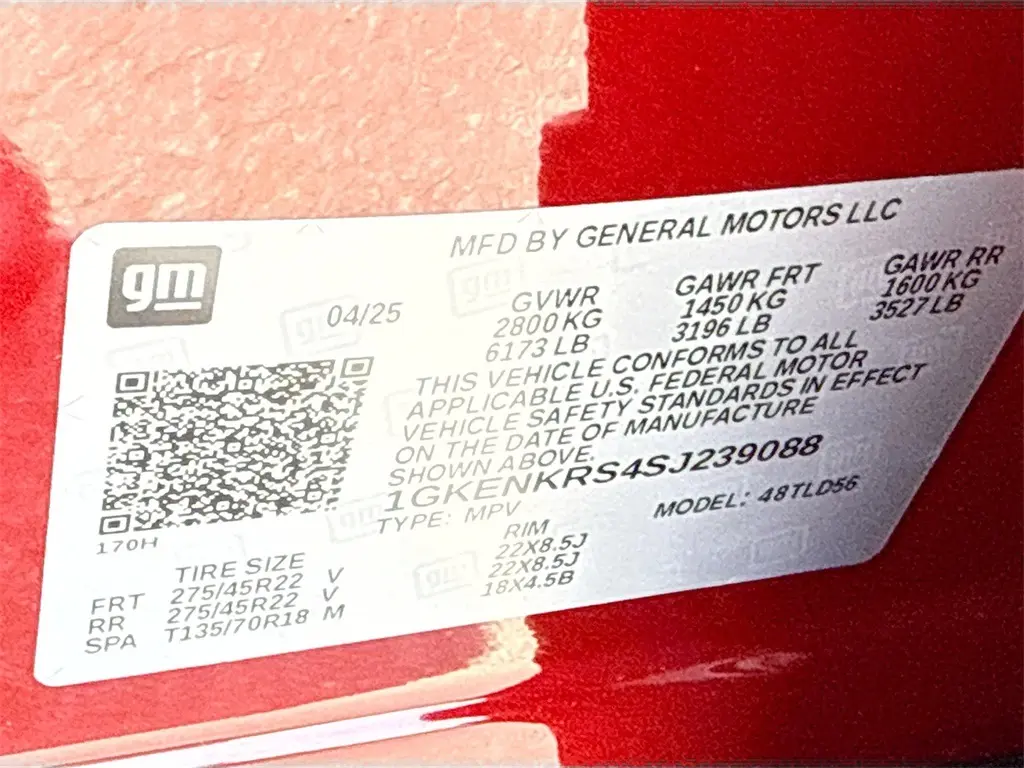 MFD BY GENERAL MOTORS LLC
gm
04/25
GVWR GAWR FRT GAWR RR
2800 KG 1450 KG 1600 KG
6173 LB 3196 LB 3527 LB
THIS VEHICLE CONFORMS TO ALL
APPLICABLE U.S. FEDERAL MOTOR
VEHICLE SAFETY STANDARDS IN EFFECT
ON THE DATE OF MANUFACTURE
SHOWN ABOVE.
1GKENKRS4SJ239088
TYPE: MPV MODEL: 48TLD56
170H
TIRE SIZE RIM
FRT 275/45R22 V 22X8.5J
RR 275/45R22 V 22X8.5J
SPA T135/70R18 M 18X4.5B